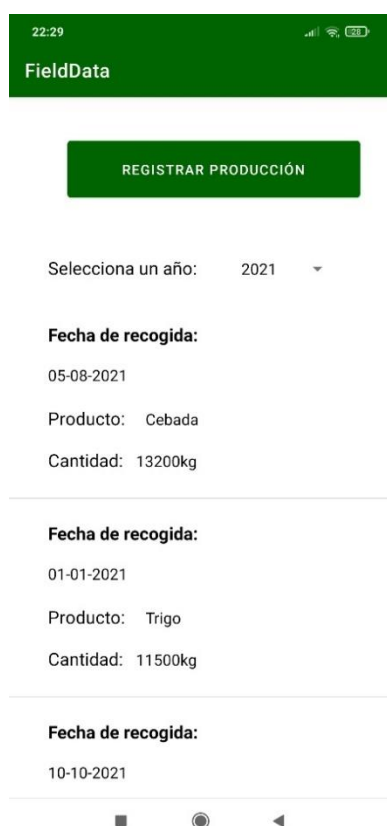 22:29
28
FieldData
REGISTRAR PRODUCCIÓN
Selecciona un año: 2021
Fecha de recogida:
05-08-2021
Producto: Cebada
Cantidad: 13200kg
Fecha de recogida:
01-01-2021
Producto: Trigo
Cantidad: 11500kg
Fecha de recogida:
10-10-2021